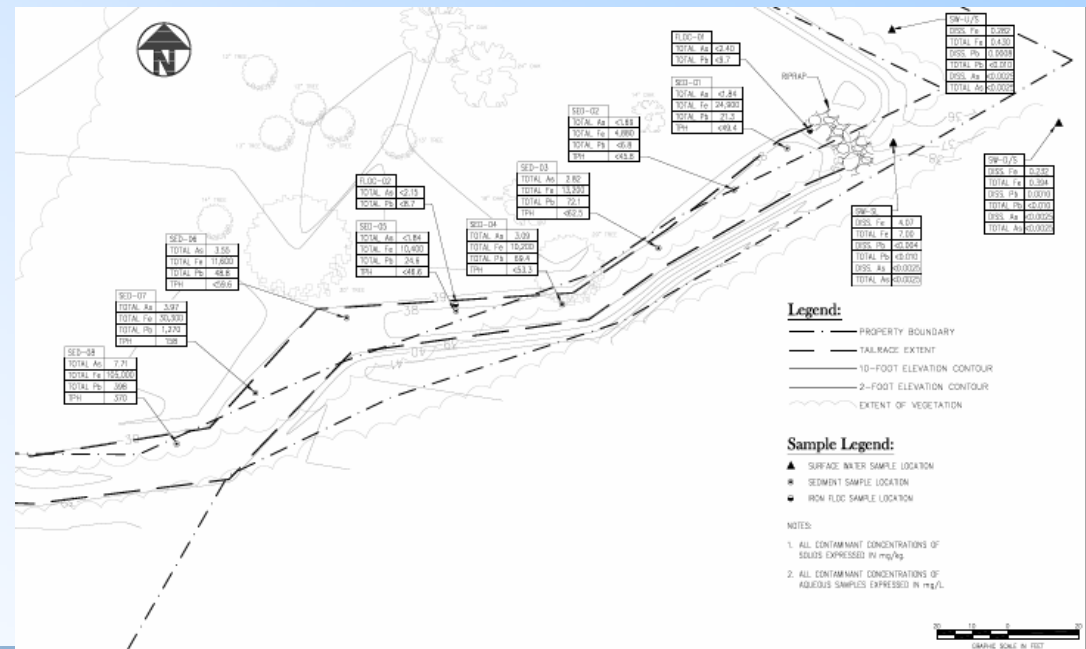 N
FLOC-01
TOTAL As <2.40
TOTAL Pb <9.7
SED-01
TOTAL As <1.84
TOTAL Fe 24,900
TOTAL Pb 21.3
TPH <49.4
RIPRAP
SW-U/S
DISS. Fe 0.282
TOTAL Fe 0.430
DISS. Pb 0.0008
TOTAL Pb <0.010
DISS. As <0.0025
TOTAL As <0.0025
SED-02
TOTAL As <1.88
TOTAL Fe 4,880
TOTAL Pb <6.8
TPH <45.8
SED-03
TOTAL As 2.82
TOTAL Fe 13,300
TOTAL Pb 72.1
TPH <62.5
SW-D/S
DISS. Fe 0.232
TOTAL Fe 0.394
DISS. Pb 0.0010
TOTAL Pb <0.010
DISS. As <0.0025
TOTAL As <0.0025
FLOC-02
TOTAL As <2.15
TOTAL Pb <8.7
SED-05
TOTAL As <1.84
TOTAL Fe 10,400
TOTAL Pb 24.8
TPH <46.6
SED-04
TOTAL As 3.09
TOTAL Fe 10,200
TOTAL Pb 69.4
TPH <53.3
SW-SL
DISS. Fe 4.07
TOTAL Fe 7.00
DISS. Pb <0.004
TOTAL Pb <0.010
DISS. As <0.0025
TOTAL As <0.0025
SED-06
TOTAL As 3.55
TOTAL Fe 11,600
TOTAL Pb 48.8
TPH <59.6
SED-07
TOTAL As 3.97
TOTAL Fe 30,300
TOTAL Pb 1,270
TPH 158
SED-08
TOTAL As 7.71
TOTAL Fe 105,000
TOTAL Pb 398
TPH 370
36
37
38
39
38
39
40
41
Legend:
PROPERTY BOUNDARY
TAILRACE EXTENT
10-FOOT ELEVATION CONTOUR
2-FOOT ELEVATION CONTOUR
EXTENT OF VEGETATION
Sample Legend:
SURFACE WATER SAMPLE LOCATION
SEDIMENT SAMPLE LOCATION
IRON FLOC SAMPLE LOCATION
NOTES:
1. ALL CONTAMINANT CONCENTRATIONS OF
SOLIDS EXPRESSED IN mg/kg.
2. ALL CONTAMINANT CONCENTRATIONS OF
AQUEOUS SAMPLES EXPRESSED IN mg/L.
20 10 0 20
GRAPHIC SCALE IN FEET